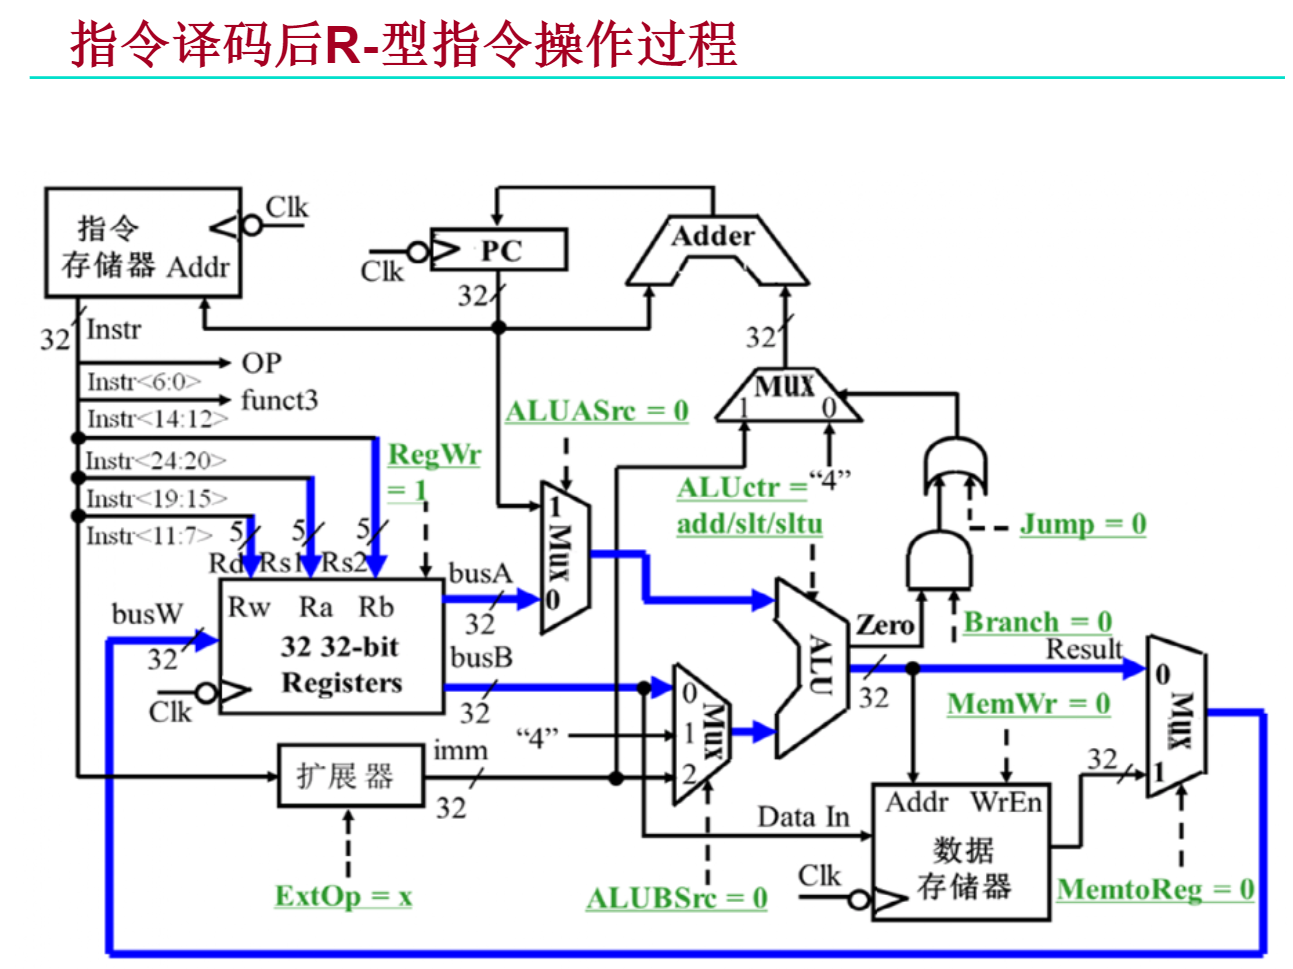 指令译码后R-型指令操作过程
指令
存储器 Addr
Clk
PC
Clk
Adder
32
32
Instr
32
OP
Instr<6:0>
funct3
Instr<14:12>
Instr<24:20>
Instr<19:15>
Instr<11:7>
Mux
1 0
"4"
ALUASrc = 0
RegWr
= 1
ALUctr =
add/slt/sltu
Jump = 0
Branch = 0
5 5 5
Rd Rs1 Rs2
Rw Ra Rb
32 32-bit
Registers
busW
32
Clk
busA
32
busB
32
1
Mux
0
ALU
Zero
32
Result
MemWr = 0
0
Mux
1
"4"
0
1
Mux
2
imm
32
扩展器
ExtOp = x
ALUBSrc = 0
Data In
Addr WrEn
数据
存储器
Clk
32
MemtoReg = 0